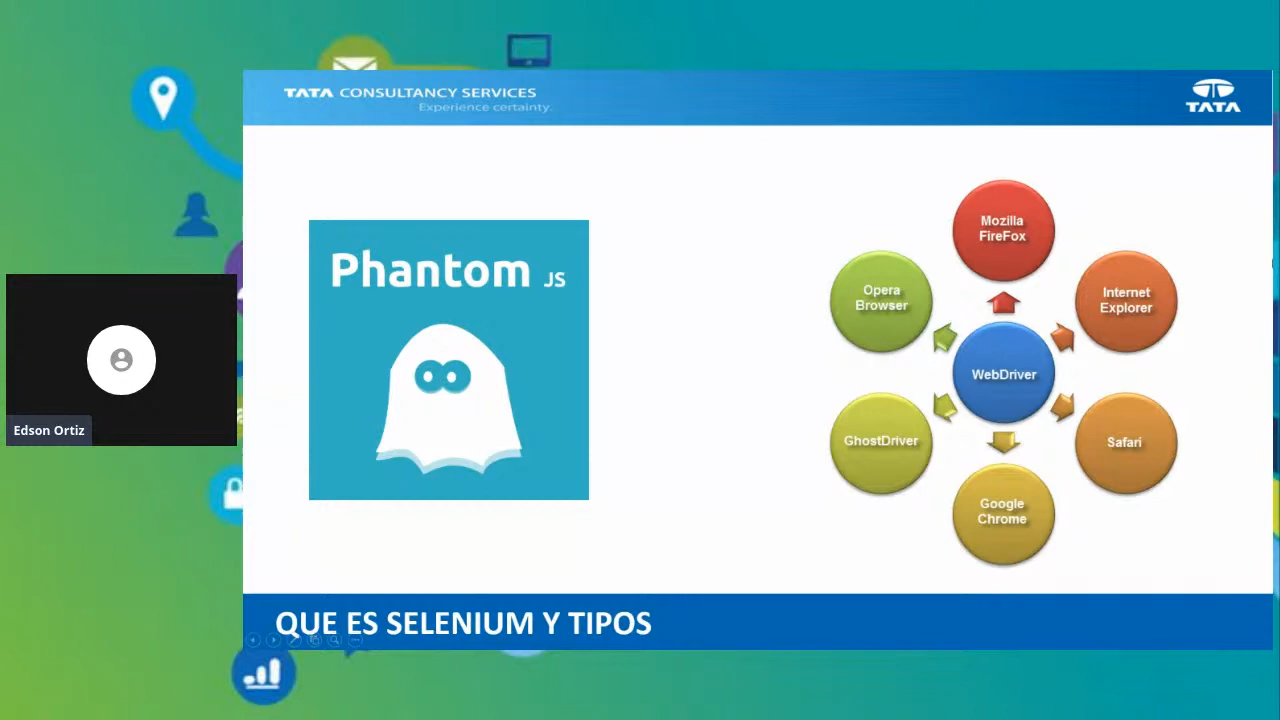 TATA CONSULTANCY SERVICES
Experience certainty.
TATA
Phantom JS
Mozilla
FireFox
Opera
Browser
Internet
Explorer
WebDriver
GhostDriver
Safari
Google
Chrome
Edson Ortiz
QUE ES SELENIUM Y TIPOS